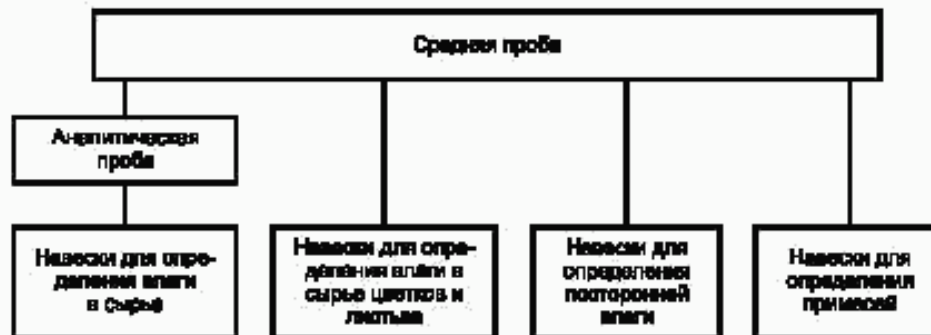 Средняя проба
Аналитическая
проба
Навески для опре-
деления влаги
в сырье
Навески для опре-
деления влаги в
сырье цветков и
листьев
Навески для
определения
посторонней
влаги
Навески для
определения
примесей